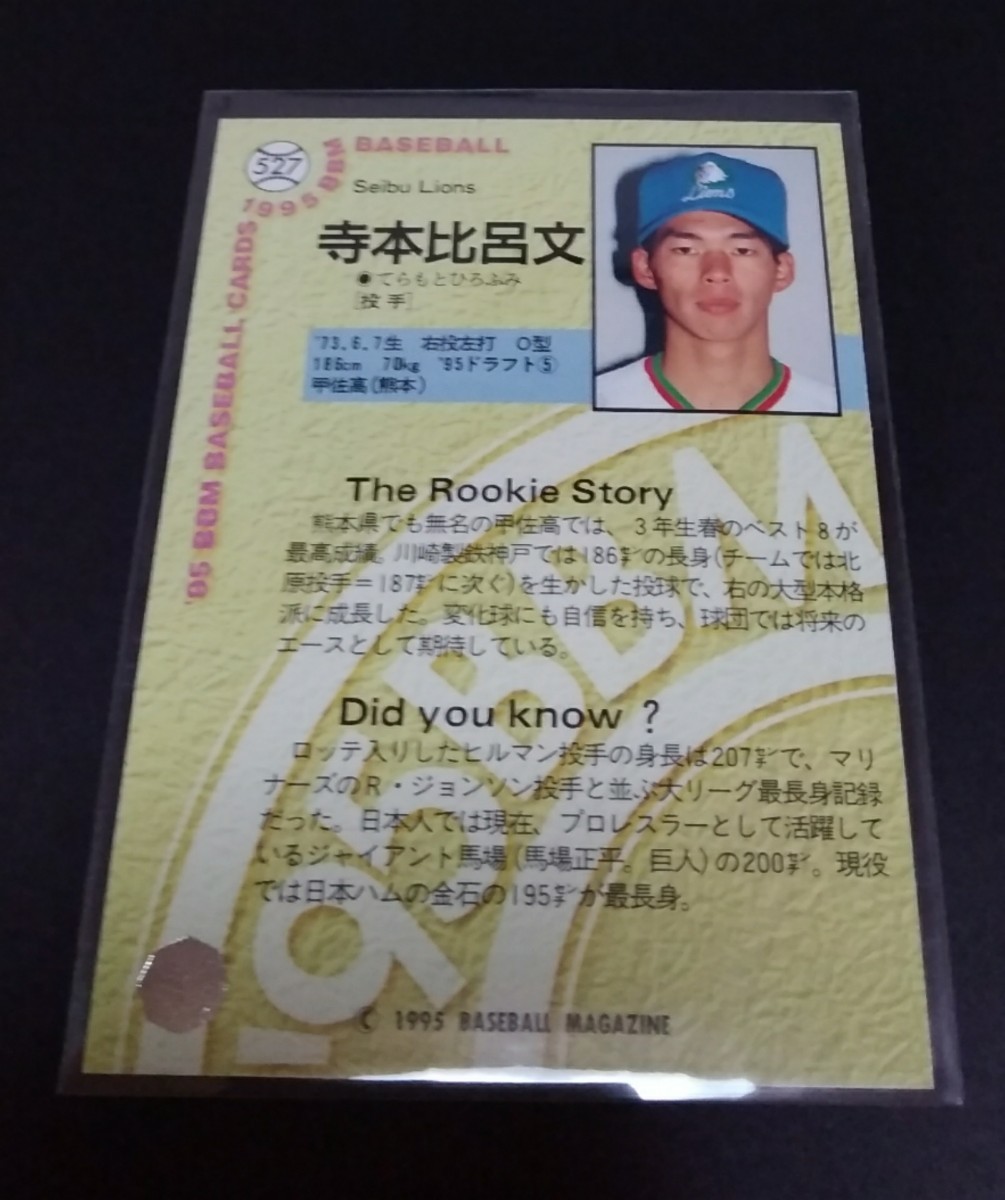 527
1995 BBM
BASEBALL
'95 BBM BASEBALL CARDS
Seibu Lions
寺本比呂文
●てらもとひろふみ
[投手]
'73.6.7生 右投左打 O型
186cm 70kg '95ドラフト⑤
甲佐高(熊本)
Lions
The Rookie Story
熊本県でも無名の甲佐高では、3年生春のベスト8が
最高成績。川崎製鉄神戸では186㌢の長身(チームでは北
原投手=187㌢に次ぐ)を生かした投球で、右の大型本格
派に成長した。変化球にも自信を持ち、球団では将来の
エースとして期待している。
Did you know ?
ロッテ入りしたヒルマン投手の身長は207㌢で、マリ
ナーズのR・ジョンソン投手と並ぶ大リーグ最長身記録
だった。日本人では現在、プロレスラーとして活躍して
いるジャイアント馬場(馬場正平。巨人)の200㌢。現役
では日本ハムの金石の195㌢が最長身。
'95 BBM
© 1995 BASEBALL MAGAZINE